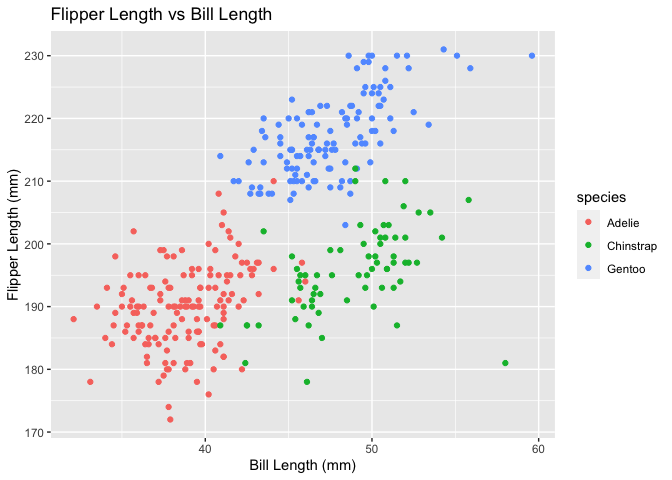 Flipper Length vs Bill Length
Flipper Length (mm)
230
220
210
200
190
180
170
40
50
60
Bill Length (mm)
species
Adelie
Chinstrap
Gentoo